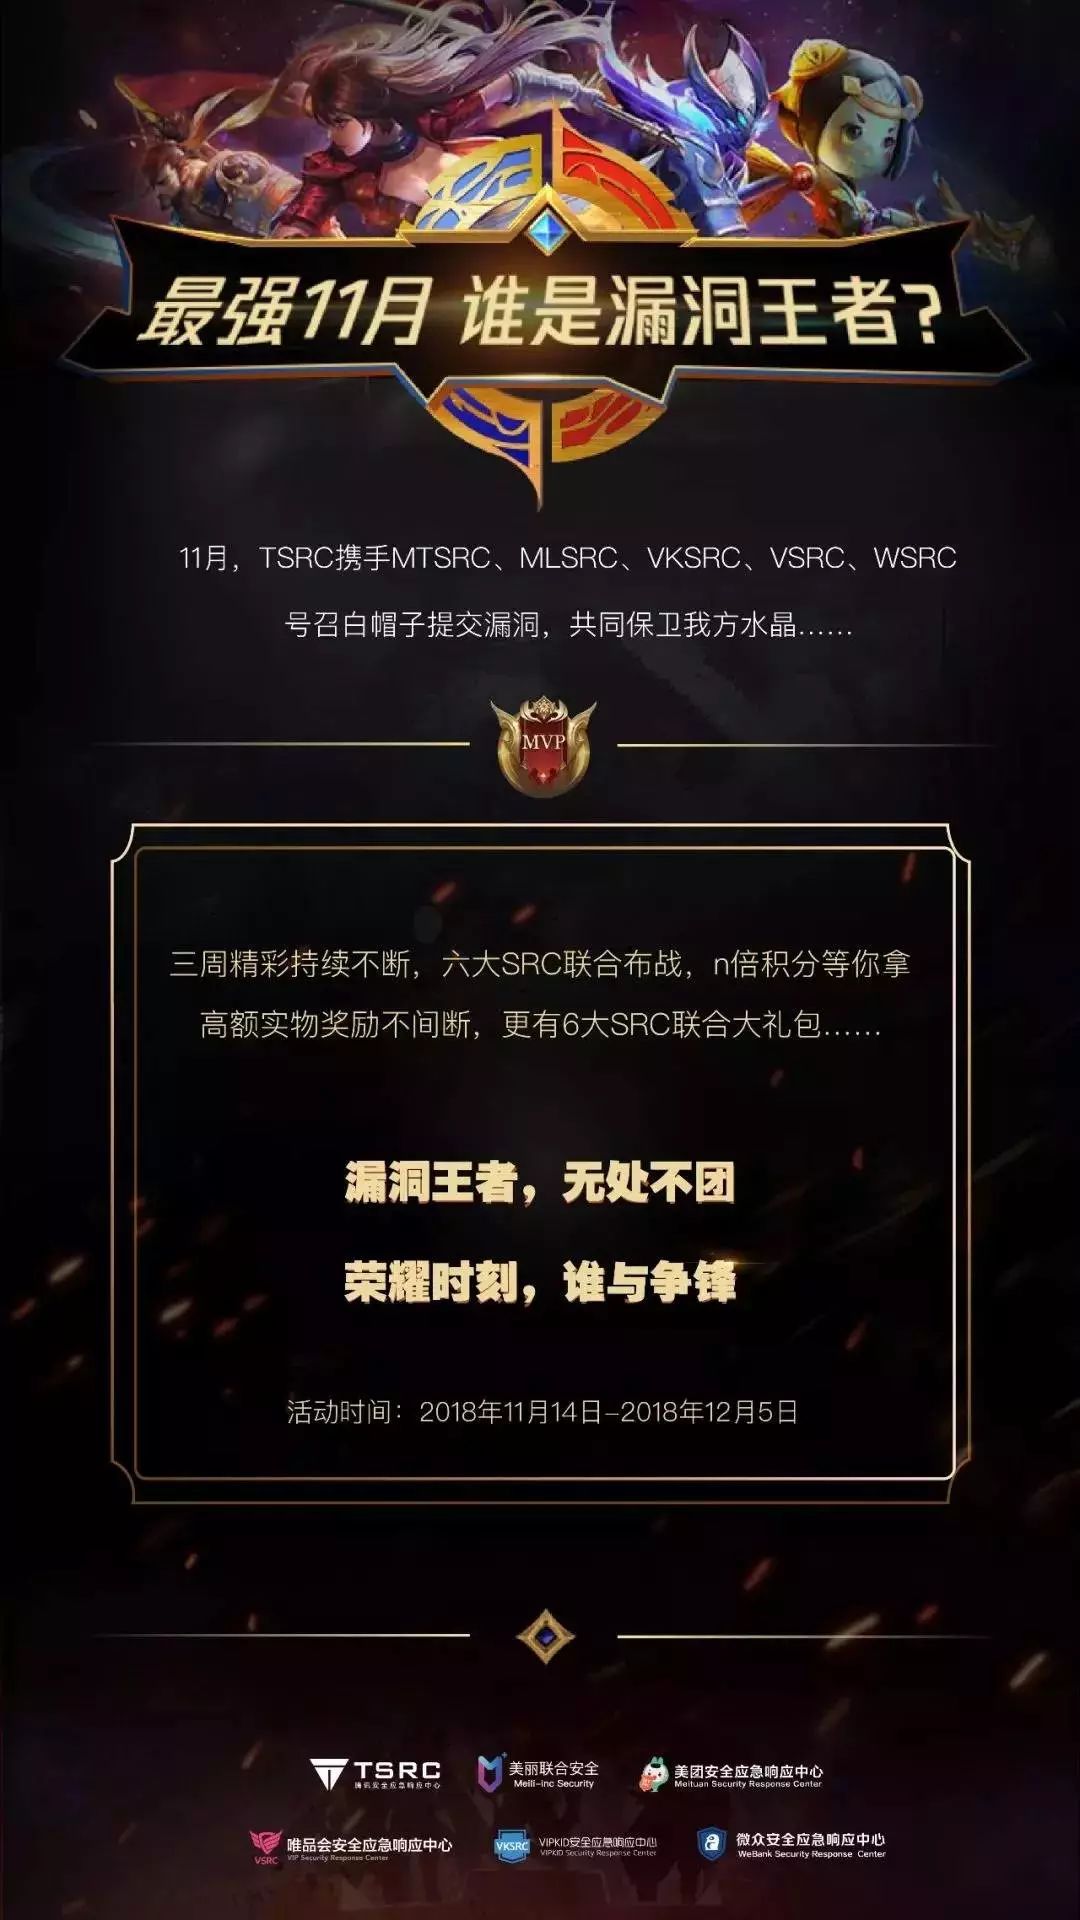 最强11月 谁是漏洞王者?
11月，TSRC携手MTSRC、MLSRC、VKSRC、VSRC、WSRC
号召白帽子提交漏洞，共同保卫我方水晶……
MVP
三周精彩持续不断，六大SRC联合布战，n倍积分等你拿
高额实物奖励不间断，更有6大SRC联合大礼包……
漏洞王者，无处不团
荣耀时刻，谁与争锋
活动时间：2018年11月14日-2018年12月5日
TSRC
腾讯安全应急响应中心
美丽联合安全
Meili-inc Security
美团安全应急响应中心
Meituan Security Response Center
VSRC
唯品会安全应急响应中心
VIP Security Response Center
VKSRC
VIPKID安全应急响应中心
VIPKID Security Response Center
微众安全应急响应中心
WeBank Security Response Center